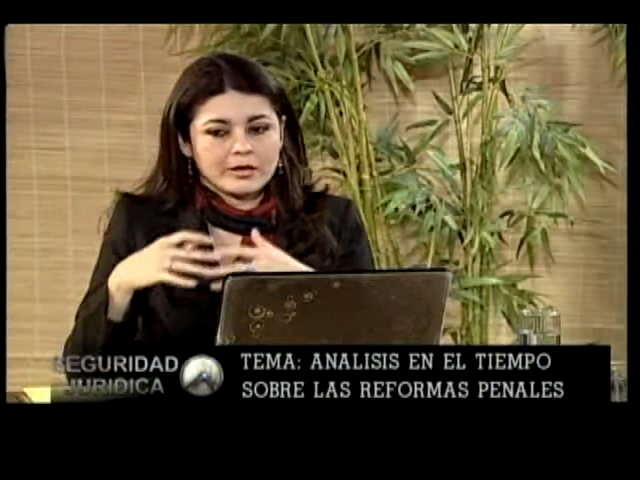 SEGURIDAD
JURIDICA
TEMA: ANALISIS EN EL TIEMPO
SOBRE LAS REFORMAS PENALES